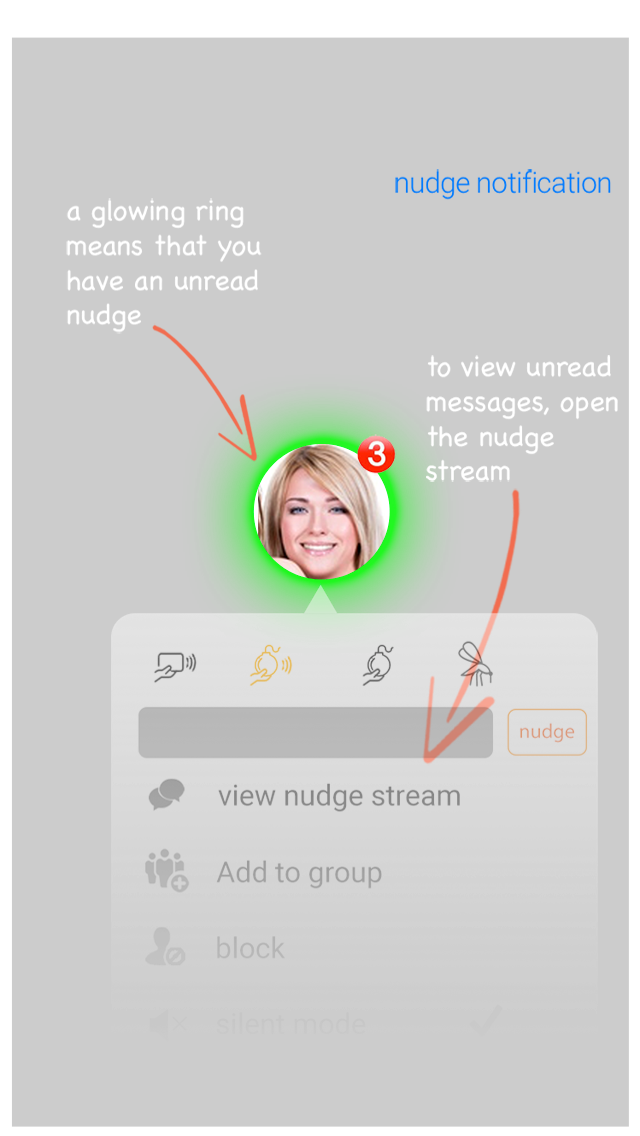 nudge notification
a glowing ring
means that you
have an unread
nudge
to view unread
messages, open
the nudge
stream
3
nudge
view nudge stream
Add to group
block
silent mode